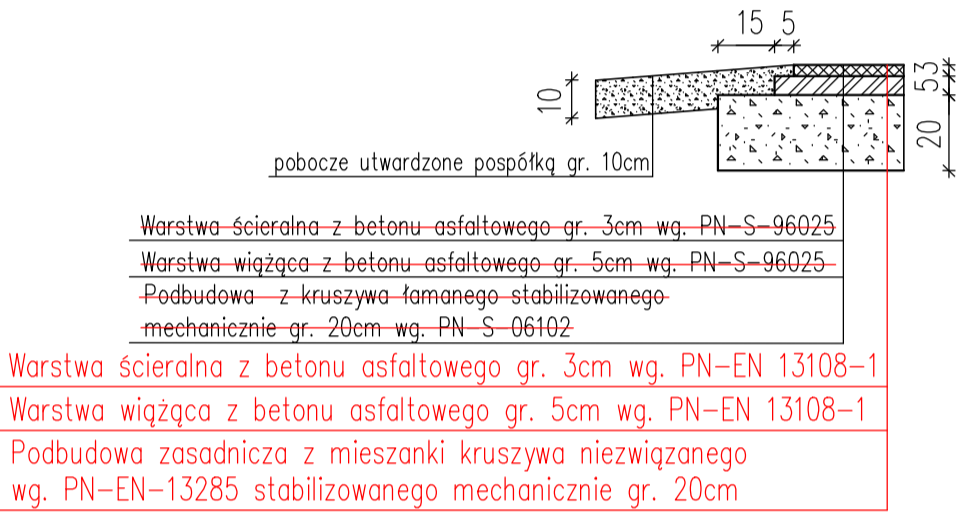 15 5
10
53
20
pobocze utwardzone pospółką gr. 10cm
Warstwa ścieralna z betonu asfaltowego gr. 3cm wg. PN-S-96025
Warstwa wiążąca z betonu asfaltowego gr. 5cm wg. PN-S-96025
Podbudowa z kruszywa łamanego stabilizowanego
mechanicznie gr. 20cm wg. PN-S-06102
Warstwa ścieralna z betonu asfaltowego gr. 3cm wg. PN-EN 13108-1
Warstwa wiążąca z betonu asfaltowego gr. 5cm wg. PN-EN 13108-1
Podbudowa zasadnicza z mieszanki kruszywa niezwiązanego
wg. PN-EN-13285 stabilizowanego mechanicznie gr. 20cm